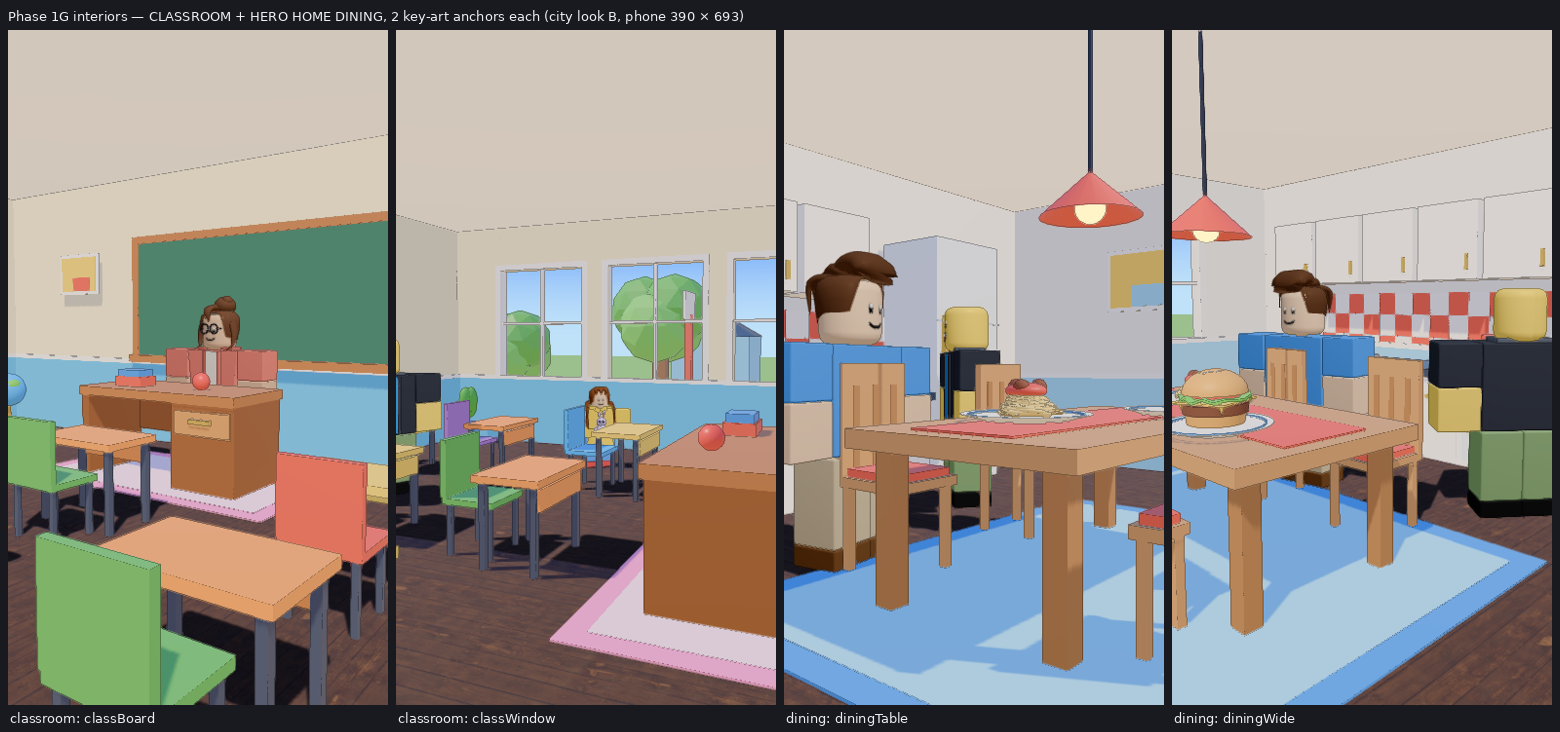 Phase 1G interiors — CLASSROOM + HERO HOME DINING, 2 key-art anchors each (city look B, phone 390 × 693)
classroom: classBoard
classroom: classWindow
dining: diningTable
dining: diningWide